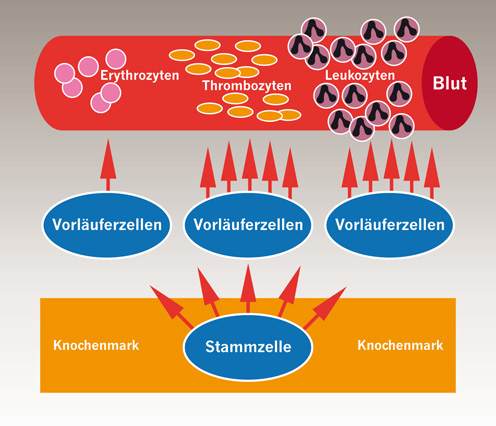 Erythrozyten
Thrombozyten
Leukozyten
Blut
Vorläuferzellen
Vorläuferzellen
Vorläuferzellen
Knochenmark
Stammzelle
Knochenmark